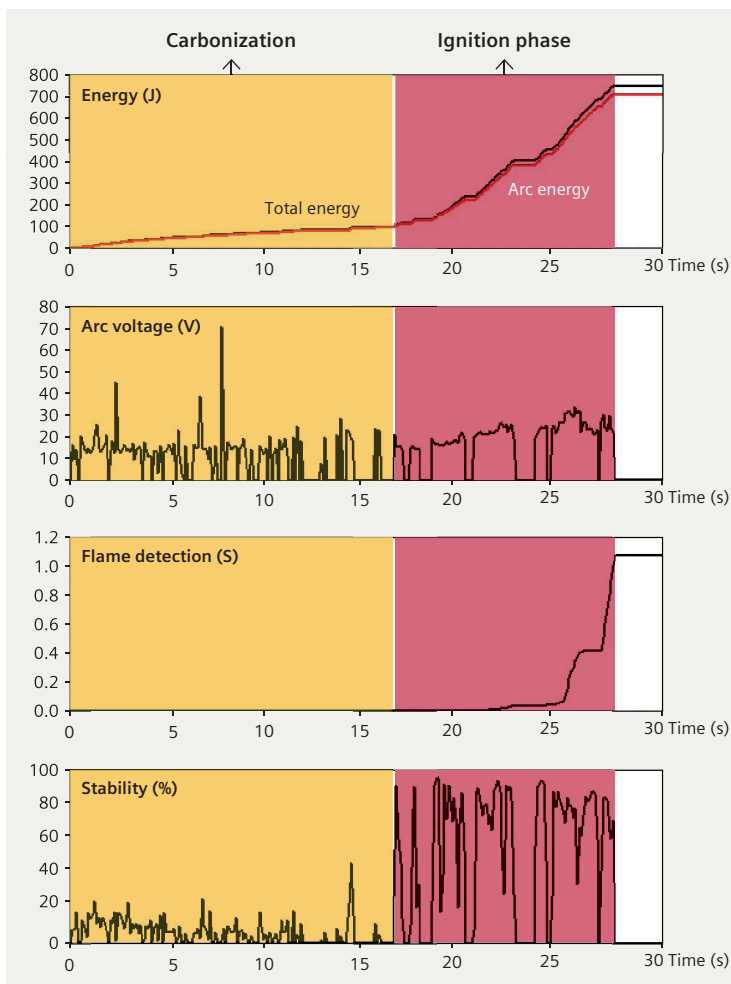 Carbonization Ignition phase
800
Energy (J)
700
600
500
400
300
200
100
0
Total energy
Arc energy
0 5 10 15 20 25 30 Time (s)
80
Arc voltage (V)
70
60
50
40
30
20
10
0
0 5 10 15 20 25 30 Time (s)
1.2
Flame detection (S)
1.0
0.8
0.6
0.4
0.2
0.0
0 5 10 15 20 25 30 Time (s)
100
Stability (%)
80
60
40
20
0
0 5 10 15 20 25 30 Time (s)